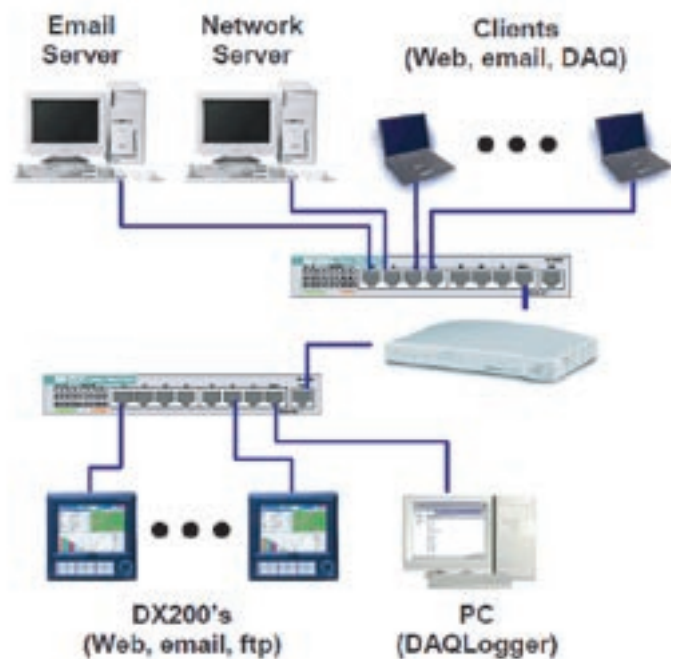 Email
Server
Network
Server
Clients
(Web, email, DAQ)
DX200's
(Web, email, ftp)
PC
(DAQLogger)